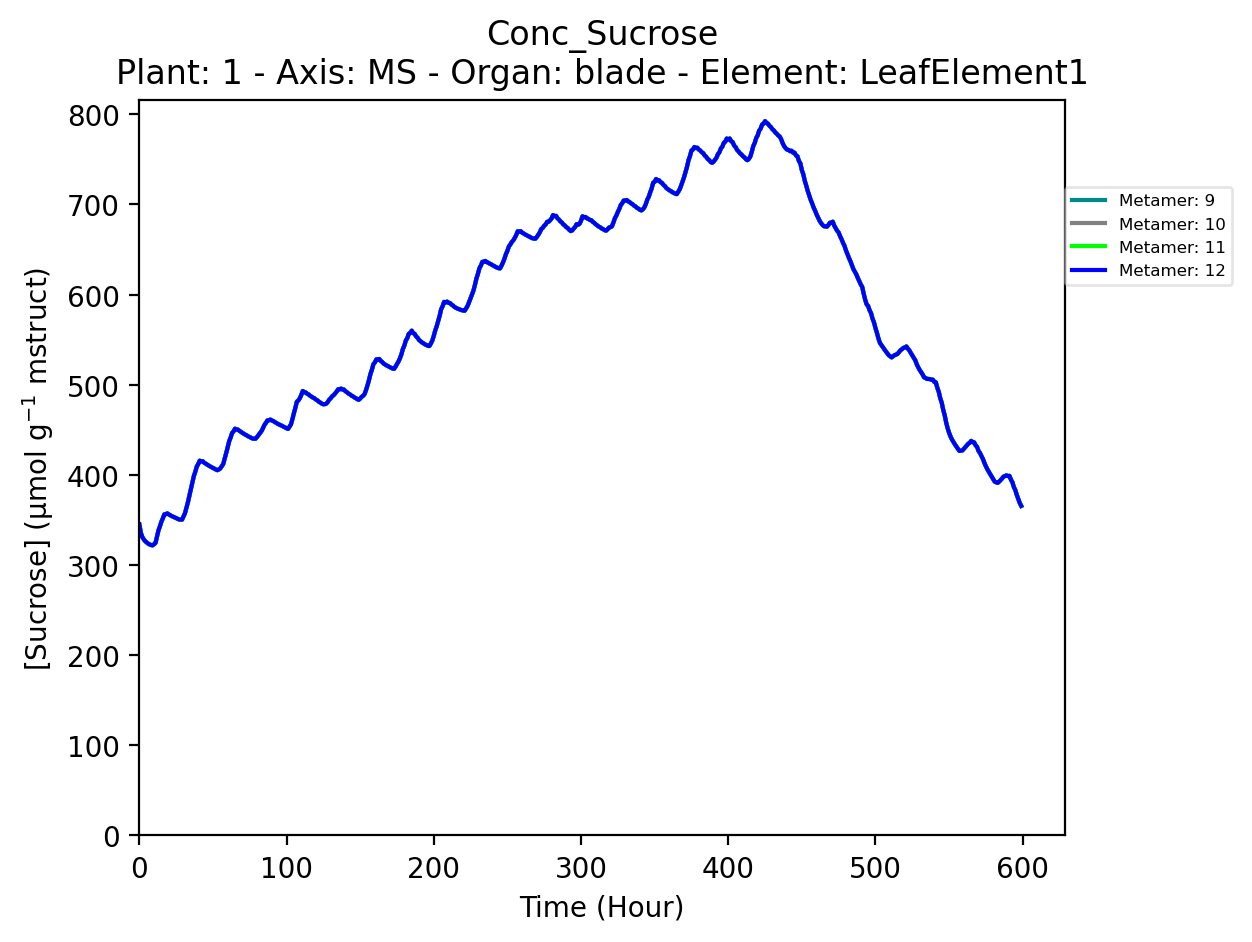 Conc_Sucrose
Plant: 1 - Axis: MS - Organ: blade - Element: LeafElement1
800
700
600
500
400
300
200
100
0
[Sucrose] (µmol g⁻¹ mstruct)
Metamer: 9
Metamer: 10
Metamer: 11
Metamer: 12
0 100 200 300 400 500 600
Time (Hour)